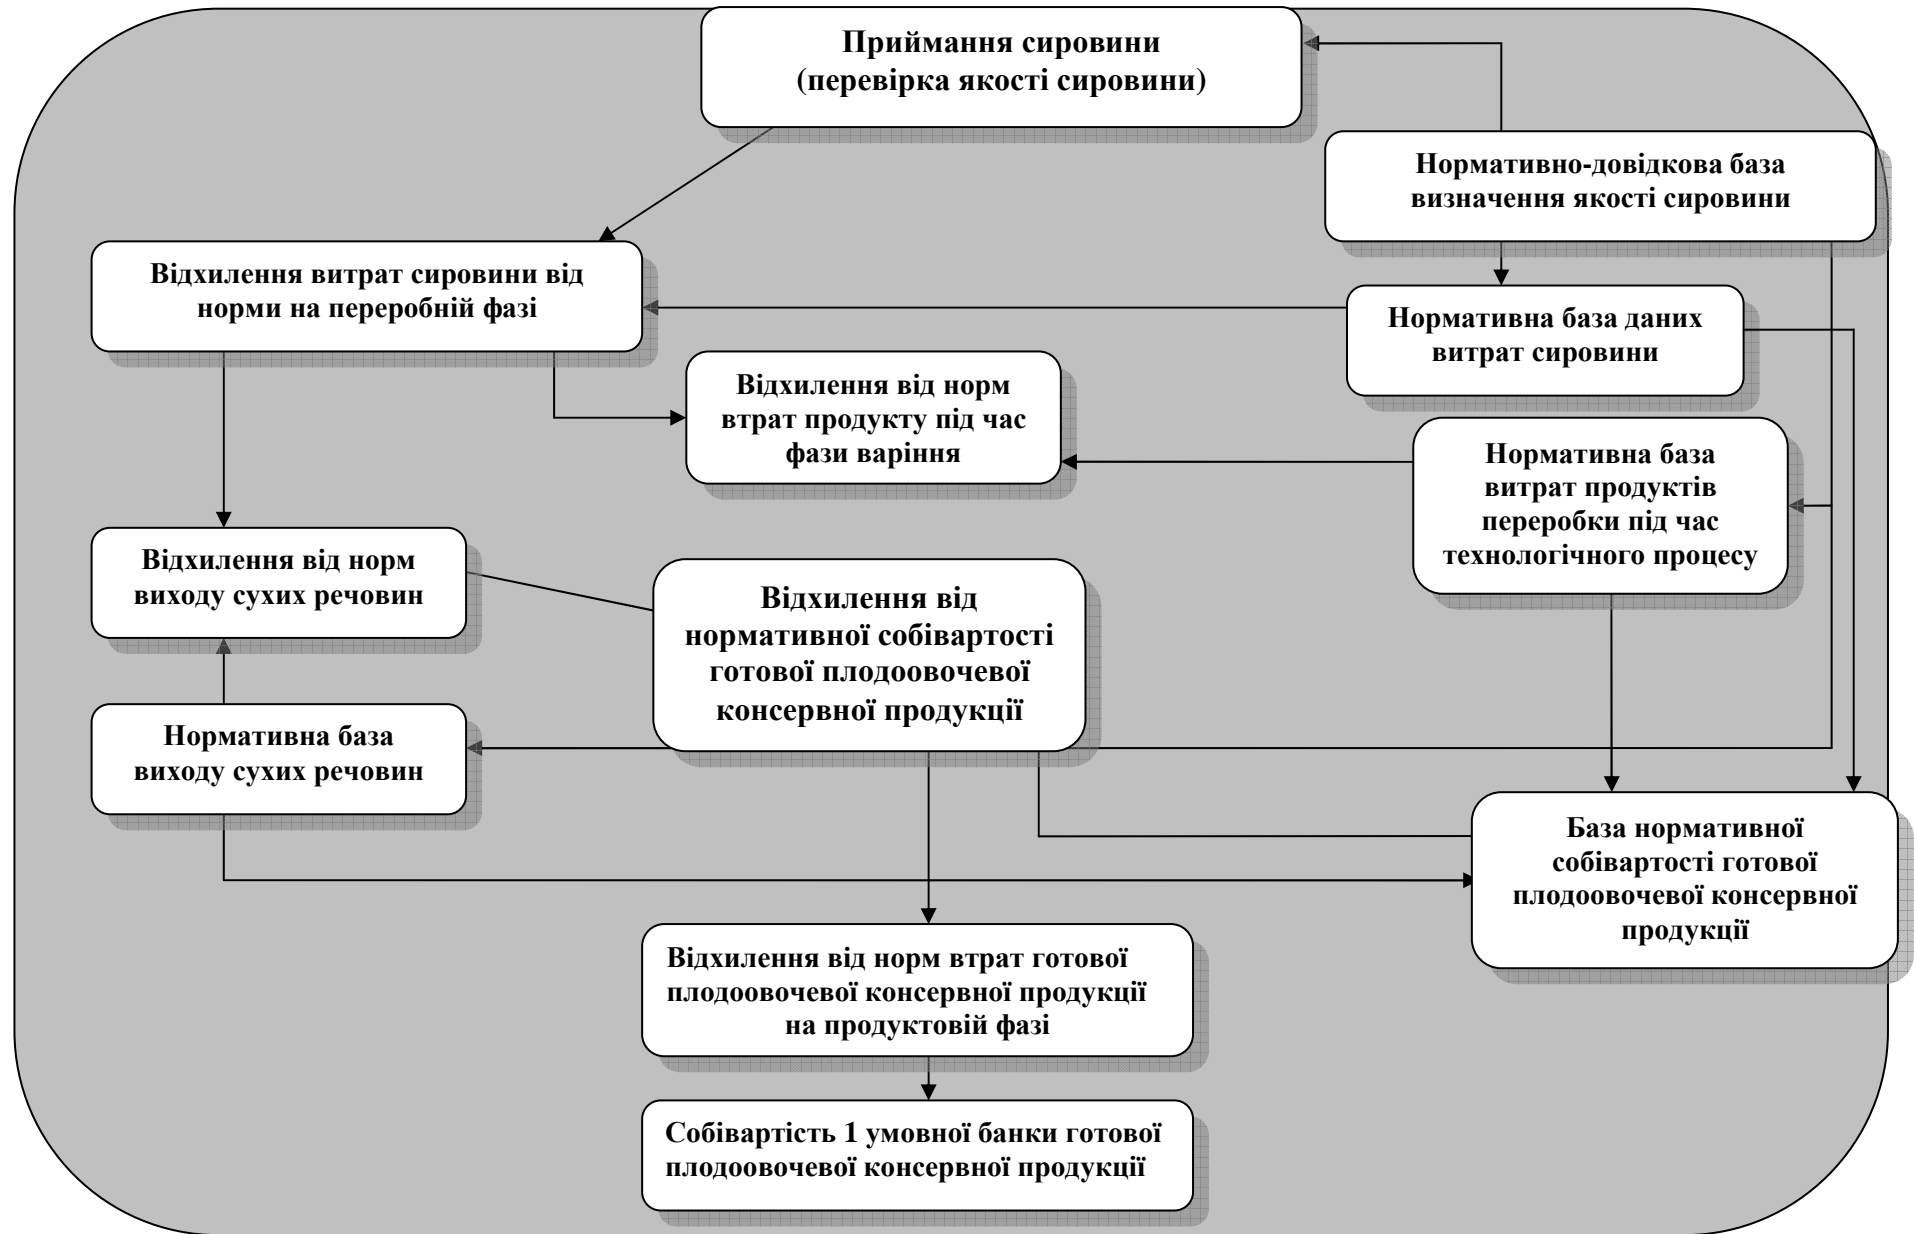 Приймання сировини
(перевірка якості сировини)
Нормативно-довідкова база
визначення якості сировини
Відхилення витрат сировини від
норми на переробній фазі
Нормативна база даних
витрат сировини
Відхилення від норм
втрат продукту під час
фази варіння
Нормативна база
витрат продуктів
переробки під час
технологічного процесу
Відхилення від норм
виходу сухих речовин
Відхилення від
нормативної собівартості
готової плодоовочевої
консервної продукції
Нормативна база
виходу сухих речовин
База нормативної
собівартості готової
плодоовочевої консервної
продукції
Відхилення від норм втрат готової
плодоовочевої консервної продукції
на продуктовій фазі
Собівартість 1 умовної банки готової
плодоовочевої консервної продукції